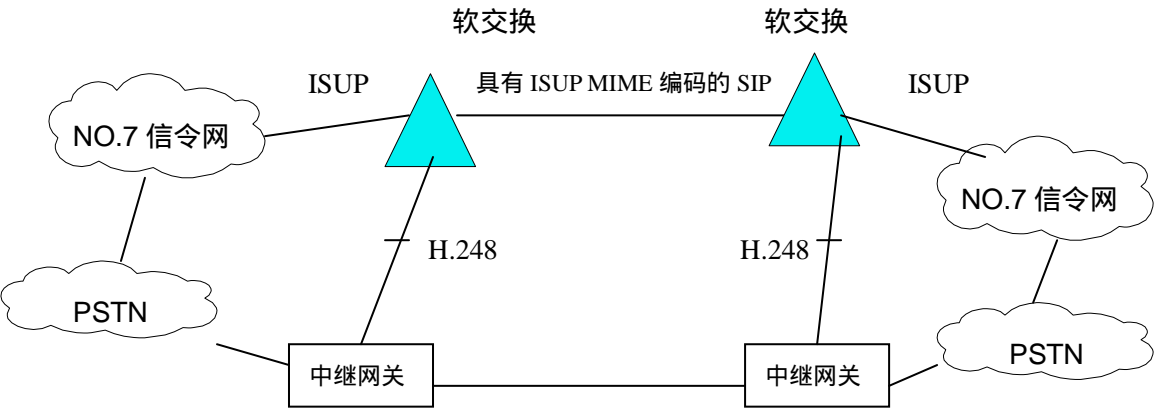 软交换
软交换
ISUP
具有 ISUP MIME 编码的 SIP
ISUP
NO.7 信令网
NO.7 信令网
H.248
H.248
PSTN
PSTN
中继网关
中继网关